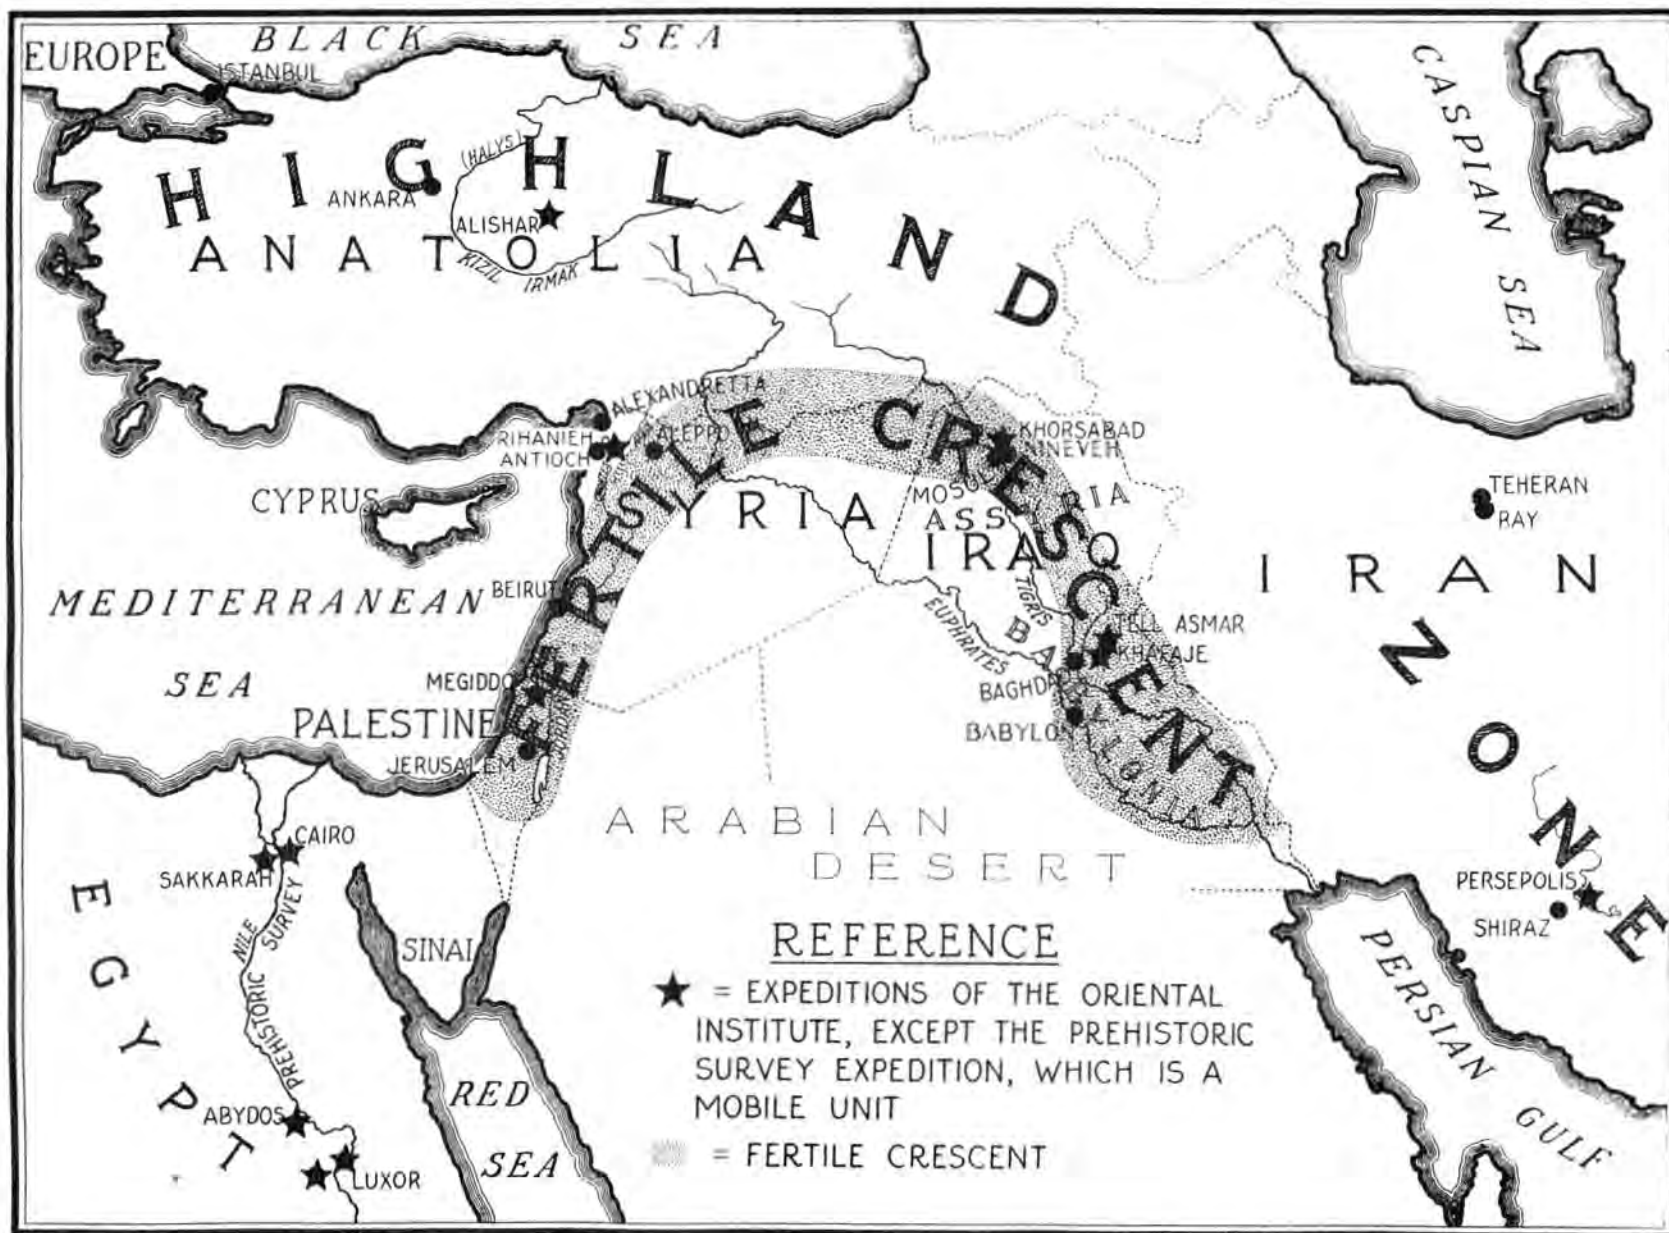 EUROPE
BLACK SEA
ISTANBUL
CASPIAN SEA
HIGHLAND ZONE
(HALYS)
ANKARA
ALISHAR
ANATOLIA
KIZIL IRMAK
ALEXANDRETTA
RIHANIEH
ALEPPO
ANTIOCH
FERTILE CRESCENT
KHORSABAD
NINEVEH
CYPRUS
SYRIA
MOSUL
ASSYRIA
IRAQ
TEHERAN
RAY
IRAN
MEDITERRANEAN
SEA
BEIRUT
TIGRIS
EUPHRATES
TELL ASMAR
KHAFAJE
BAGHDAD
BABYLON
BABYLONIA
MEGIDDO
PALESTINE
JORDAN
JERUSALEM
ARABIAN
DESERT
CAIRO
SAKKARAH
EGYPT
NILE
PREHISTORIC SURVEY
SINAI
PERSEPOLIS
SHIRAZ
PERSIAN
GULF
REFERENCE
★ = EXPEDITIONS OF THE ORIENTAL
INSTITUTE, EXCEPT THE PREHISTORIC
SURVEY EXPEDITION, WHICH IS A
MOBILE UNIT
= FERTILE CRESCENT
ABYDOS
LUXOR
RED
SEA